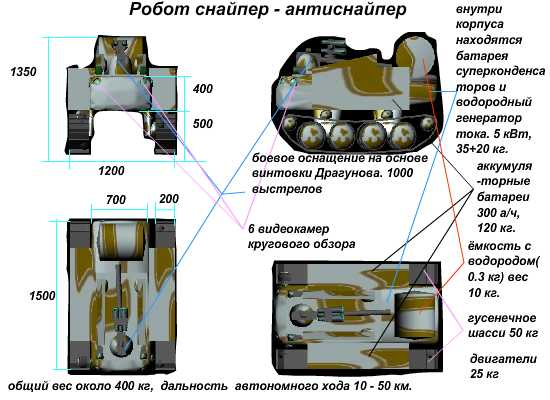 Робот снайпер - антиснайпер
внутри
корпуса
находятся
батарея
суперконденса
торов и
водородный
генератор
тока. 5 кВт,
35+20 кг.
1350
400
500
1200
боевое оснащение на основе
винтовки Драгунова. 1000
выстрелов
аккумуля
-торные
батареи
300 а/ч,
120 кг.
700
200
6 видеокамер
кругового обзора
1500
ёмкость с
водородом(
0.3 кг) вес
10 кг.
гусенечное
шасси 50 кг
двигатели
25 кг
общий вес около 400 кг, дальность автономного хода 10 - 50 км.